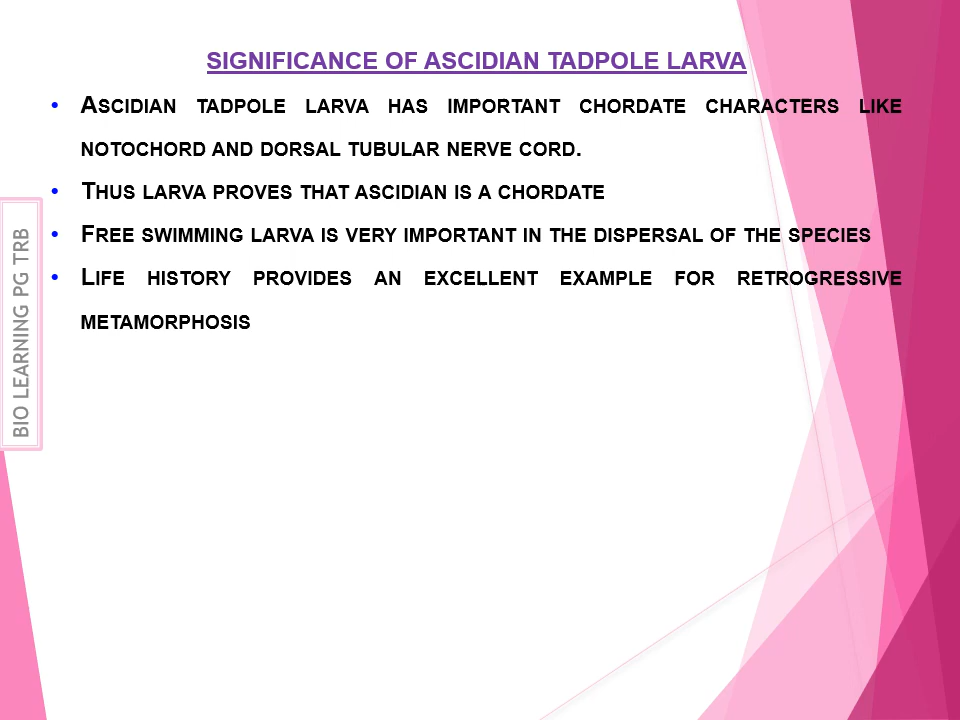 SIGNIFICANCE OF ASCIDIAN TADPOLE LARVA
• ASCIDIAN TADPOLE LARVA HAS IMPORTANT CHORDATE CHARACTERS LIKE
NOTOCHORD AND DORSAL TUBULAR NERVE CORD.
• THUS LARVA PROVES THAT ASCIDIAN IS A CHORDATE
• FREE SWIMMING LARVA IS VERY IMPORTANT IN THE DISPERSAL OF THE SPECIES
• LIFE HISTORY PROVIDES AN EXCELLENT EXAMPLE FOR RETROGRESSIVE
METAMORPHOSIS
BIO LEARNING PG TRB